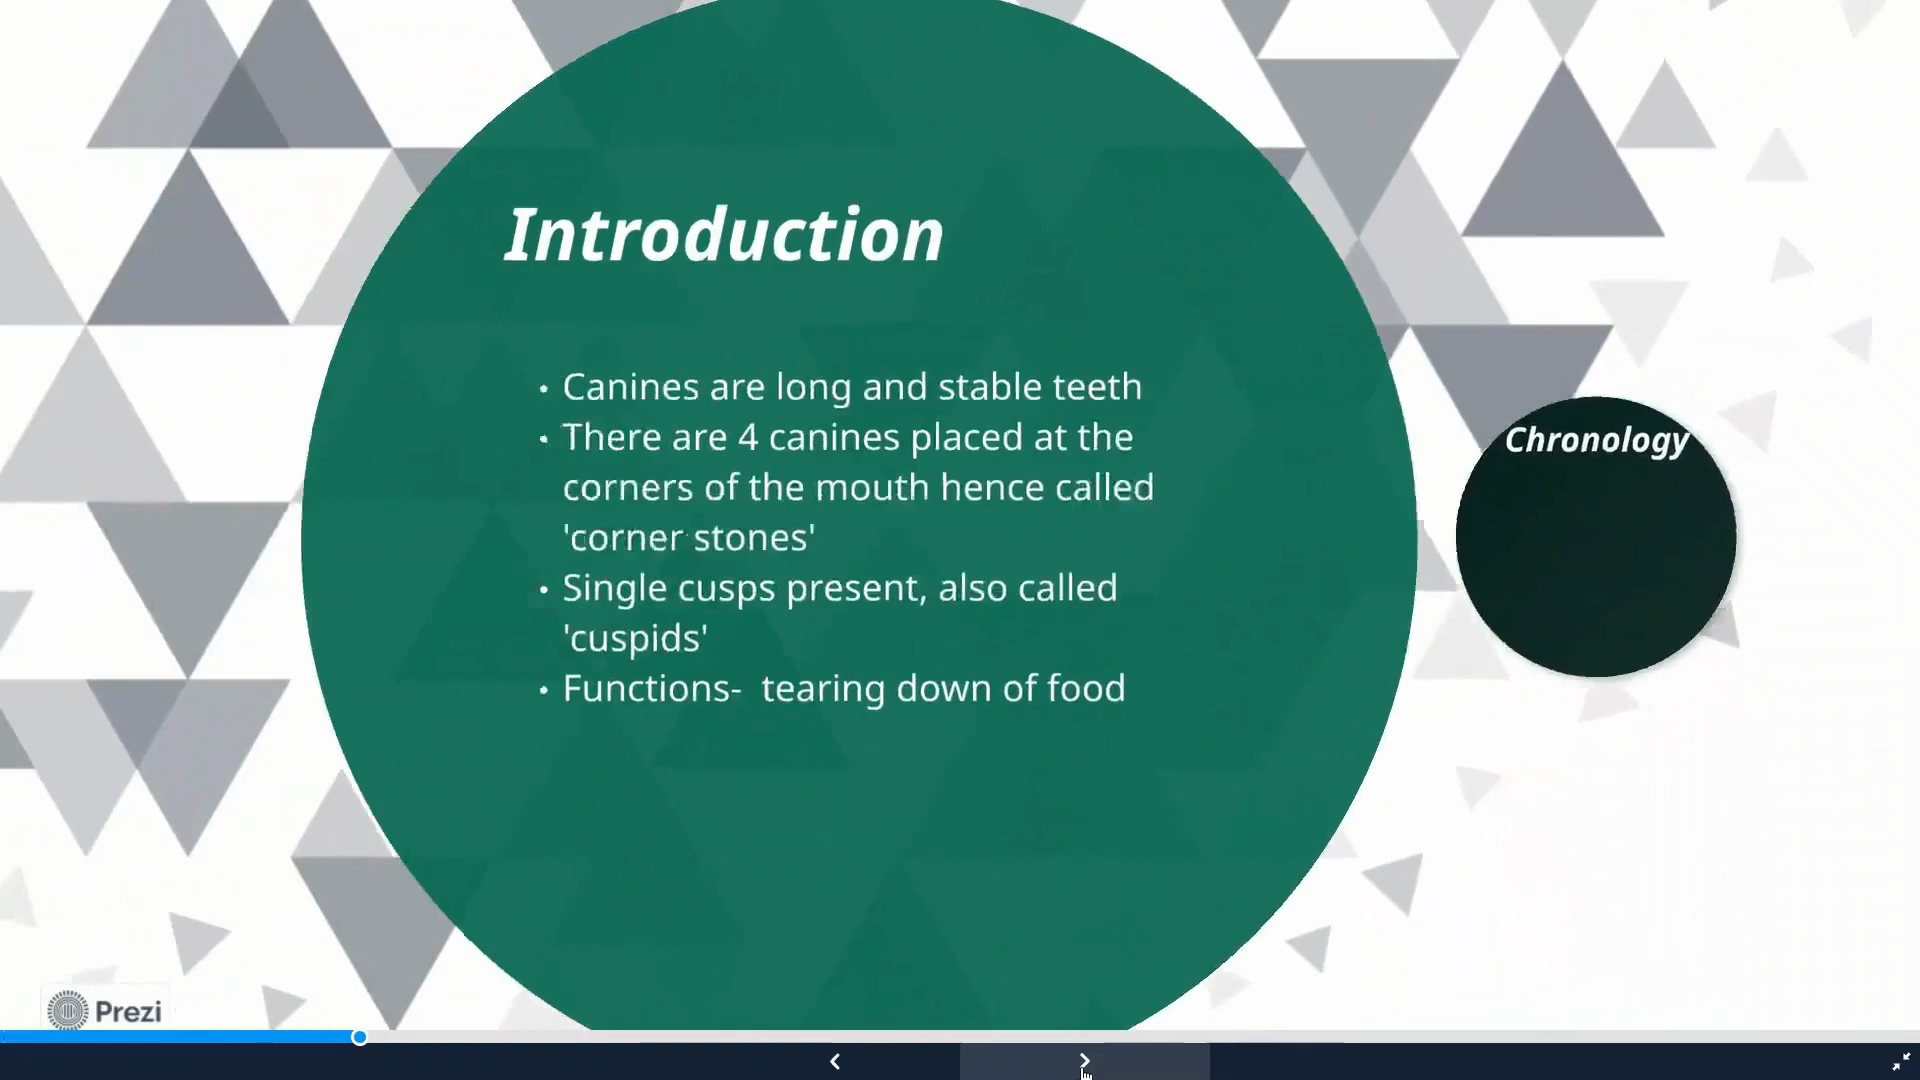 Introduction
• Canines are long and stable teeth
• There are 4 canines placed at the
corners of the mouth hence called
'corner stones'
• Single cusps present, also called
'cuspids'
• Functions-  tearing down of food
Chronology
Prezi